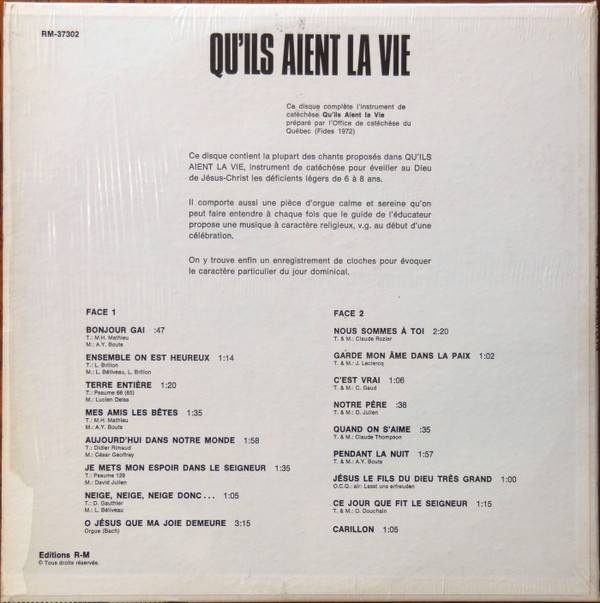 RM-37302
QU'ILS AIENT LA VIE
Ce disque complète l'instrument de
catéchèse Qu'ils Aient la Vie
préparé par l'Office de catéchèse du
Québec (Fides 1972)
Ce disque contient la plupart des chants proposés dans QU'ILS
AIENT LA VIE, instrument de catéchèse pour éveiller au Dieu
de Jésus-Christ les déficients légers de 6 à 8 ans.
Il comporte aussi une pièce d'orgue calme et sereine qu'on
peut faire entendre à chaque fois que le guide de l'éducateur
propose une musique à caractère religieux, v.g. au début d'une
célébration.
On y trouve enfin un enregistrement de cloches pour évoquer
le caractère particulier du jour dominical.
FACE 1
BONJOUR GAI :47
T.: M.H. Mathieu
M.: A.Y. Bouts
ENSEMBLE ON EST HEUREUX 1:14
T.: L. Brillon
M.: L. Béliveau, L. Brillon
TERRE ENTIÈRE 1:20
T.: Psaume 66 (65)
M.: Lucien Deiss
MES AMIS LES BÊTES 1:35
T.: M.H. Mathieu
M.: A.Y. Bouts
AUJOURD'HUI DANS NOTRE MONDE 1:58
T.: Didier Rimaud
M.: César Geoffray
JE METS MON ESPOIR DANS LE SEIGNEUR 1:35
T.: Psaume 129
M.: David Julien
NEIGE, NEIGE, NEIGE DONC... 1:05
T.: D. Gauthier
M.: L. Béliveau
O JÉSUS QUE MA JOIE DEMEURE 3:15
Orgue (Bach)
FACE 2
NOUS SOMMES À TOI 2:20
T. & M.: Claude Rozier
GARDE MON ÂME DANS LA PAIX 1:02
T. & M.: J. Leclercq
C'EST VRAI 1:06
T. & M.: C. Gaud
NOTRE PÈRE :38
T. & M.: D. Julien
QUAND ON S'AIME :35
T. & M.: Claude Thompson
PENDANT LA NUIT 1:57
T. & M.: A.Y. Bouts
JÉSUS LE FILS DU DIEU TRÈS GRAND 1:00
O.C.Q.: air: Lasst uns erfreuden
CE JOUR QUE FIT LE SEIGNEUR 1:15
T. & M.: O. Douchain
CARILLON 1:05
Editions R-M
© Tous droits réservés.